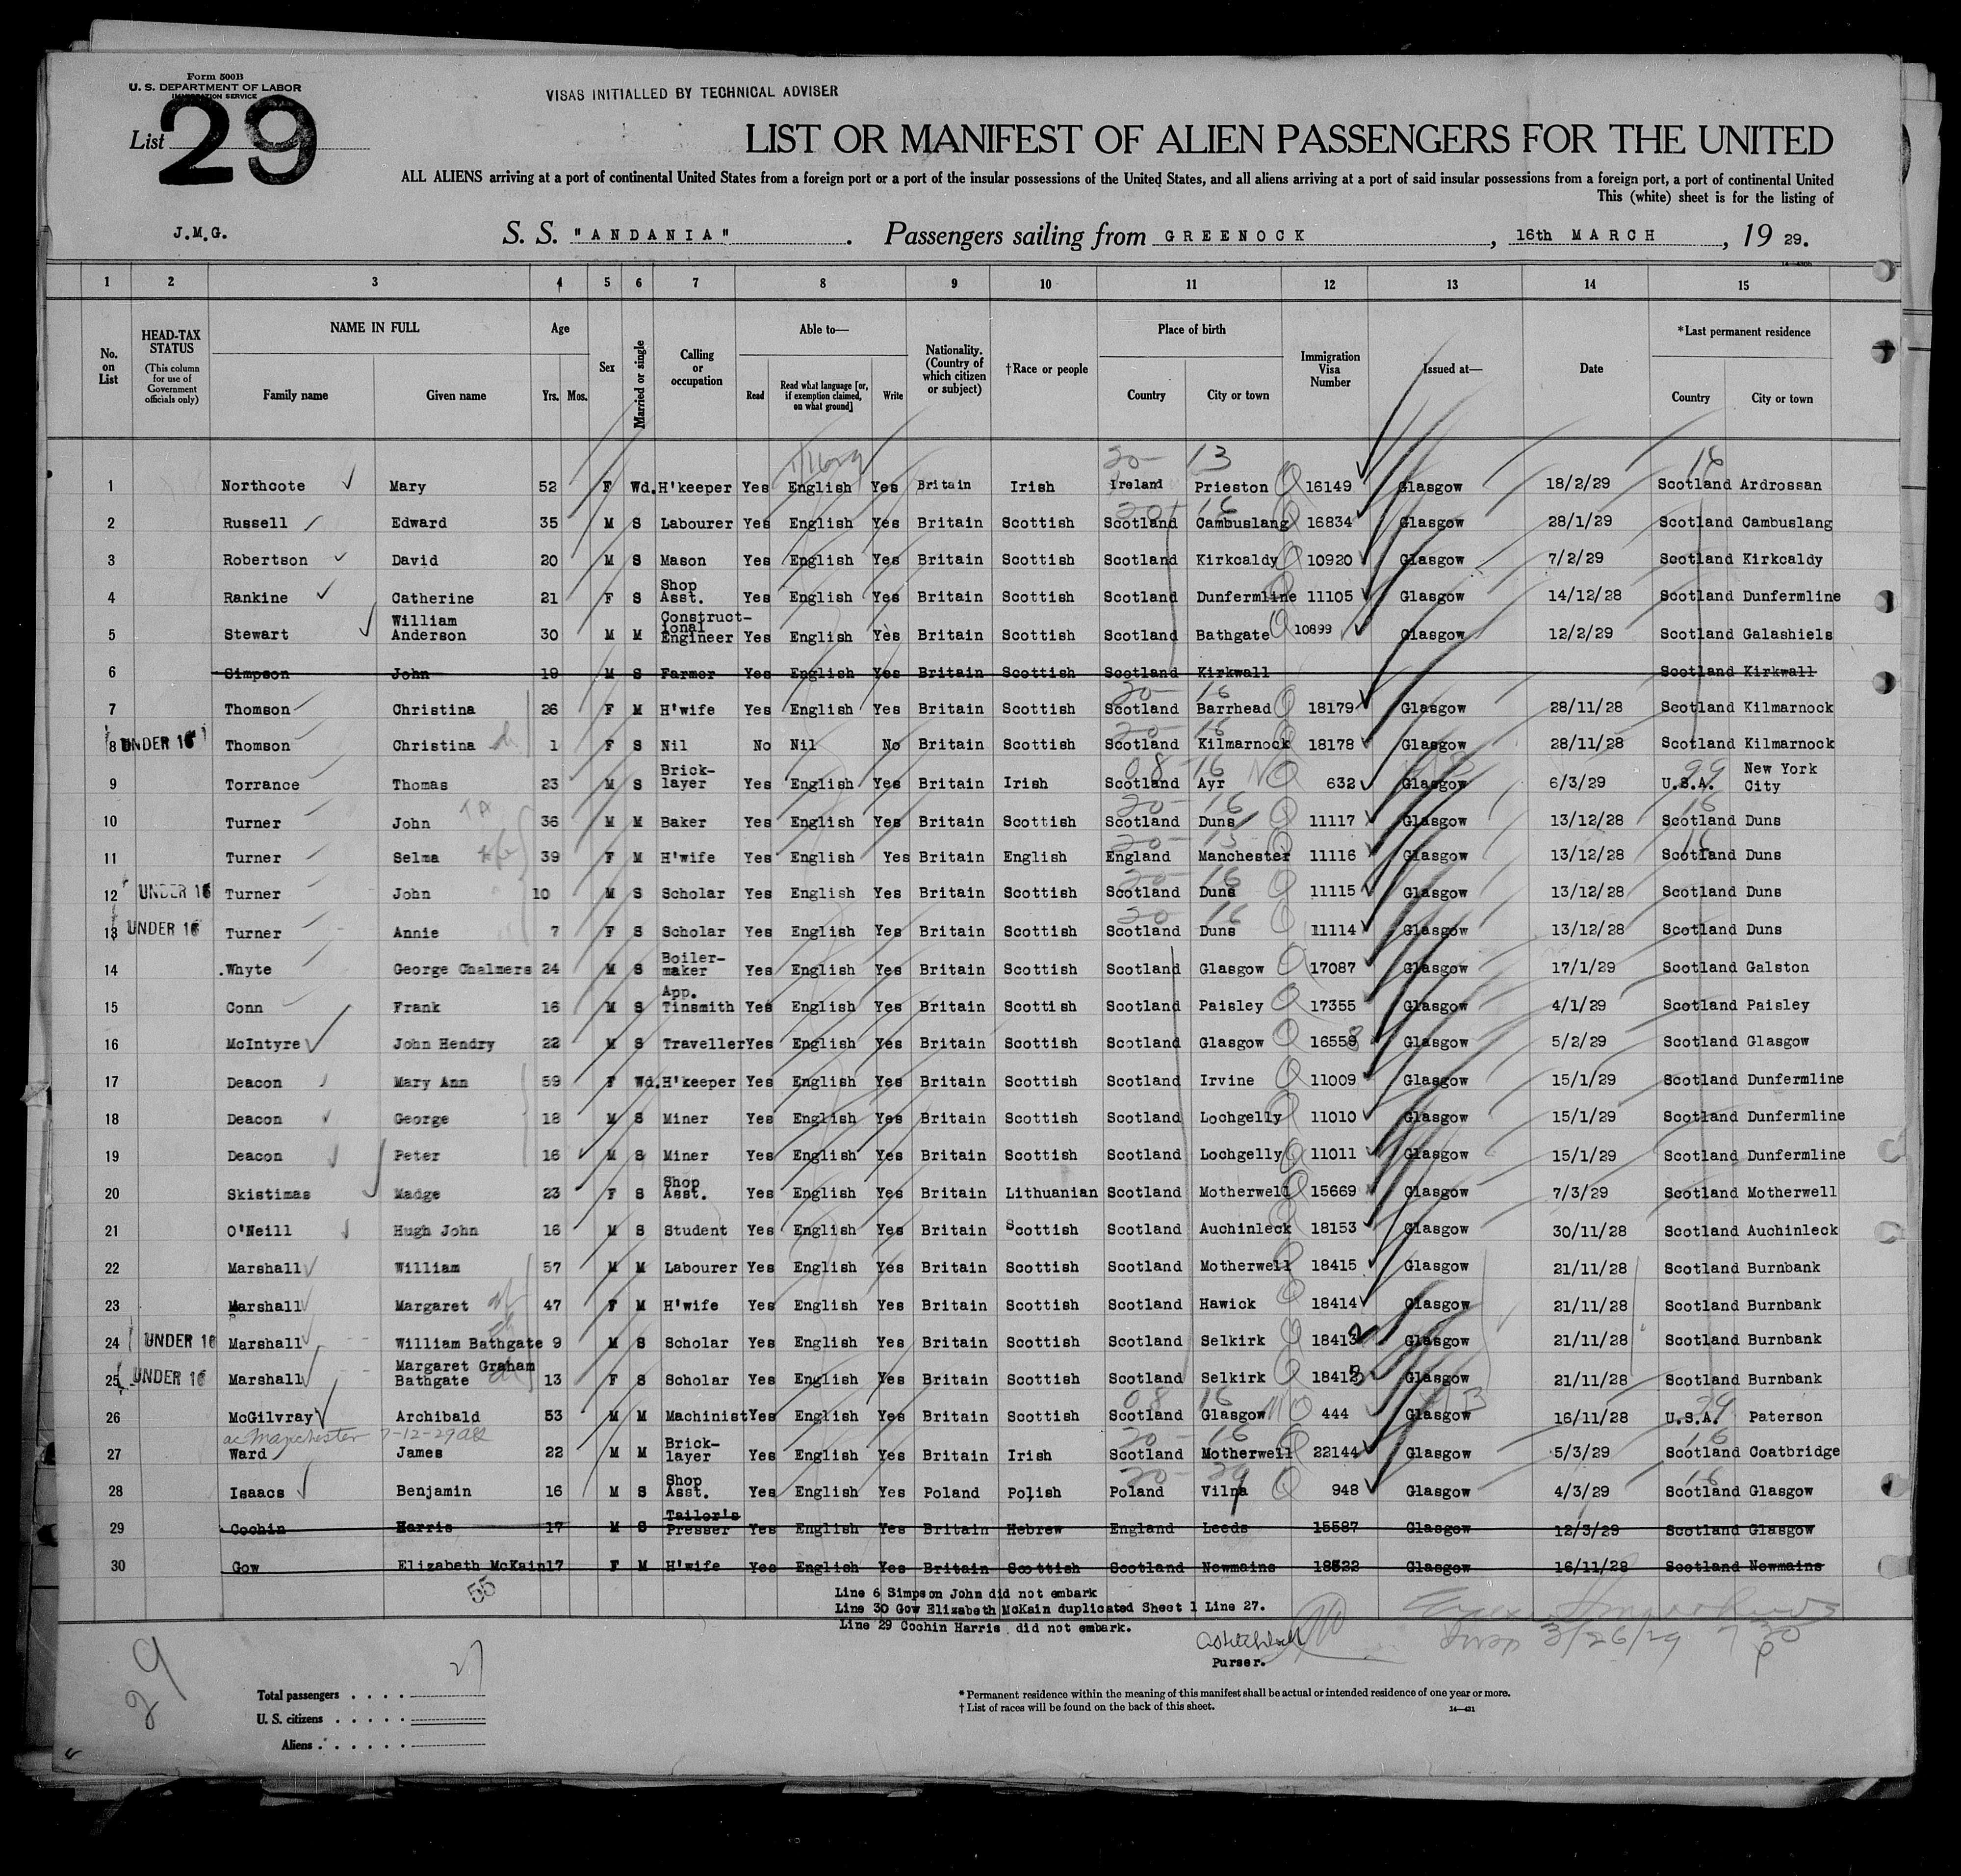 Form 500B
U. S. DEPARTMENT OF LABOR
IMMIGRATION SERVICE
VISAS INITIALLED BY TECHNICAL ADVISER
List 29
LIST OR MANIFEST OF ALIEN PASSENGERS FOR THE UNITED
ALL ALIENS arriving at a port of continental United States from a foreign port or a port of the insular possessions of the United States, and all aliens arriving at a port of said insular possessions from a foreign port, a port of continental United
This (white) sheet is for the listing of
J.M.G. S. S. "ANDANIA". Passengers sailing from GREENOCK, 16th MARCH, 19 29.
1 2 3 4 5 6 7 8 9 10 11 12 13 14 15
No. on List
HEAD-TAX STATUS
(This column for use of Government officials only)
NAME IN FULL
Family name Given name
Age
Yrs. Mos.
Sex
Married or single
Calling or occupation
Able to—
Read Read what language [or, if exemption claimed, on what ground] Write
Nationality. (Country of which citizen or subject)
†Race or people
Place of birth
Country City or town
Immigration Visa Number
Issued at—
Date
*Last permanent residence
Country City or town
20- 13 16
1 Northcote Mary 52 F Wd. H'keeper Yes English Yes Britain Irish Ireland Prieston 16149 Glasgow 18/2/29 Scotland Ardrossan
20- 16
2 Russell Edward 35 M S Labourer Yes English Yes Britain Scottish Scotland Cambuslang 16834 Glasgow 28/1/29 Scotland Cambuslang
3 Robertson David 20 M S Mason Yes English Yes Britain Scottish Scotland Kirkcaldy 10920 Glasgow 7/2/29 Scotland Kirkcaldy
4 Rankine Catherine 21 F S Shop Asst. Yes English Yes Britain Scottish Scotland Dunfermline 11105 Glasgow 14/12/28 Scotland Dunfermline
5 Stewart William Anderson 30 M M Construct-ional Engineer Yes English Yes Britain Scottish Scotland Bathgate 10899 Glasgow 12/2/29 Scotland Galashiels
6 Simpson John 19 M S Farmer Yes English Yes Britain Scottish Scotland Kirkwall Scotland Kirkwall
20- 16
7 Thomson Christina 26 F M H'wife Yes English Yes Britain Scottish Scotland Barrhead 18179 Glasgow 28/11/28 Scotland Kilmarnock
20- 16
8 UNDER 16 Thomson Christina 1 F S Nil No Nil No Britain Scottish Scotland Kilmarnock 18178 Glasgow 28/11/28 Scotland Kilmarnock
08 16 99
9 Torrance Thomas 23 M S Brick-layer Yes English Yes Britain Irish Scotland Ayr 632 Glasgow 6/3/29 U.S.A. New York City
20- 16 16
10 Turner John 36 M M Baker Yes English Yes Britain Scottish Scotland Duns 11117 Glasgow 13/12/28 Scotland Duns
20- 15 16
11 Turner Selma 39 F M H'wife Yes English Yes Britain English England Manchester 11116 Glasgow 13/12/28 Scotland Duns
20- 16
12 UNDER 16 Turner John 10 M S Scholar Yes English Yes Britain Scottish Scotland Duns 11115 Glasgow 13/12/28 Scotland Duns
20 16
13 UNDER 16 Turner Annie 7 F S Scholar Yes English Yes Britain Scottish Scotland Duns 11114 Glasgow 13/12/28 Scotland Duns
14 .Whyte George Chalmers 24 M S Boiler-maker Yes English Yes Britain Scottish Scotland Glasgow 17087 Glasgow 17/1/29 Scotland Galston
15 Conn Frank 16 M S App. Tinsmith Yes English Yes Britain Scottish Scotland Paisley 17355 Glasgow 4/1/29 Scotland Paisley
16 McIntyre John Hendry 22 M S Traveller Yes English Yes Britain Scottish Scotland Glasgow 16558 Glasgow 5/2/29 Scotland Glasgow
17 Deacon Mary Ann 59 F Wd. H'keeper Yes English Yes Britain Scottish Scotland Irvine 11009 Glasgow 15/1/29 Scotland Dunfermline
18 Deacon George 18 M S Miner Yes English Yes Britain Scottish Scotland Lochgelly 11010 Glasgow 15/1/29 Scotland Dunfermline
19 Deacon Peter 16 M S Miner Yes English Yes Britain Scottish Scotland Lochgelly 11011 Glasgow 15/1/29 Scotland Dunfermline
20 Skistimas Madge 23 F S Shop Asst. Yes English Yes Britain Lithuanian Scotland Motherwell 15669 Glasgow 7/3/29 Scotland Motherwell
21 O'Neill Hugh John 16 M S Student Yes English Yes Britain Scottish Scotland Auchinleck 18153 Glasgow 30/11/28 Scotland Auchinleck
22 Marshall William 57 M M Labourer Yes English Yes Britain Scottish Scotland Motherwell 18415 Glasgow 21/11/28 Scotland Burnbank
23 Marshall Margaret 47 F M H'wife Yes English Yes Britain Scottish Scotland Hawick 18414 Glasgow 21/11/28 Scotland Burnbank
24 UNDER 16 Marshall William Bathgate 9 M S Scholar Yes English Yes Britain Scottish Scotland Selkirk 18412 Glasgow 21/11/28 Scotland Burnbank
25 UNDER 16 Marshall Margaret Graham Bathgate 13 F S Scholar Yes English Yes Britain Scottish Scotland Selkirk 18413 Glasgow 21/11/28 Scotland Burnbank
08 16 99
26 McGilvray Archibald 53 M M Machinist Yes English Yes Britain Scottish Scotland Glasgow 444 Glasgow 16/11/28 U.S.A. Paterson
Manchester 7-12-29
20- 16 16
27 Ward James 22 M M Brick-layer Yes English Yes Britain Irish Scotland Motherwell 22144 Glasgow 5/3/29 Scotland Coatbridge
20- 16
28 Isaacs Benjamin 16 M S Shop Asst. Yes English Yes Poland Polish Poland Vilna 948 Glasgow 4/3/29 Scotland Glasgow
29 Cochin Harris 17 M S Tailor's Presser Yes English Yes Britain Hebrew England Leeds 15587 Glasgow 12/3/29 Scotland Glasgow
30 Gow Elizabeth McKain 17 F M H'wife Yes English Yes Britain Scottish Scotland Newmains 18322 Glasgow 16/11/28 Scotland Newmains
55
Line 6 Simpson John did not embark
Line 30 Gow Elizabeth McKain duplicated Sheet 1 Line 27.
Line 29 Cochin Harris did not embark.
3/26/29
Purser.
29
Total passengers . . . . 27
U. S. citizens . . . . .
Aliens . . . . . .
* Permanent residence within the meaning of this manifest shall be actual or intended residence of one year or more.
† List of races will be found on the back of this sheet.
14—421